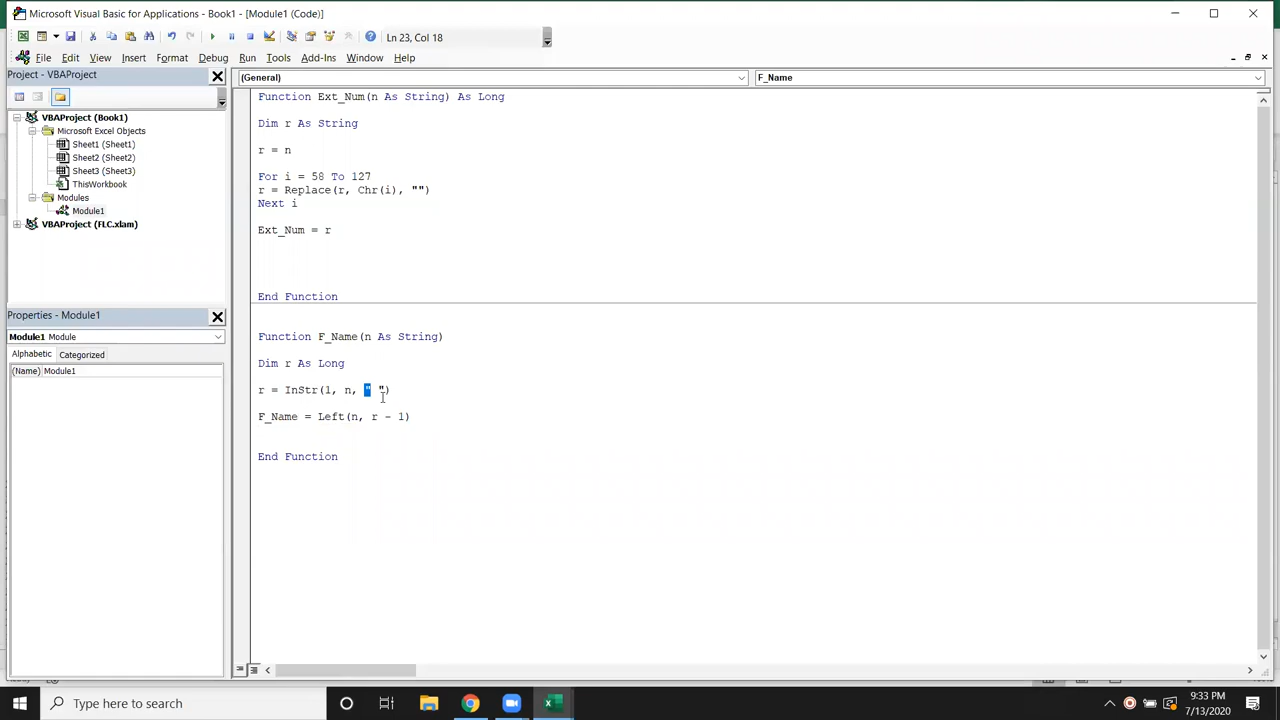 Microsoft Visual Basic for Applications - Book1 - [Module1 (Code)]
Ln 23, Col 18
File Edit View Insert Format Debug Run Tools Add-Ins Window Help
Project - VBAProject
(General)
F_Name
VBAProject (Book1)
Microsoft Excel Objects
Sheet1 (Sheet1)
Sheet2 (Sheet2)
Sheet3 (Sheet3)
ThisWorkbook
Modules
Module1
VBAProject (FLC.xlam)
Properties - Module1
Module1 Module
Alphabetic Categorized
(Name) Module1
Function Ext_Num(n As String) As Long
Dim r As String
r = n
For i = 58 To 127
r = Replace(r, Chr(i), "")
Next i
Ext_Num = r
End Function
Function F_Name(n As String)
Dim r As Long
r = InStr(1, n, " ")
F_Name = Left(n, r - 1)
End Function
Type here to search
9:33 PM
7/13/2020